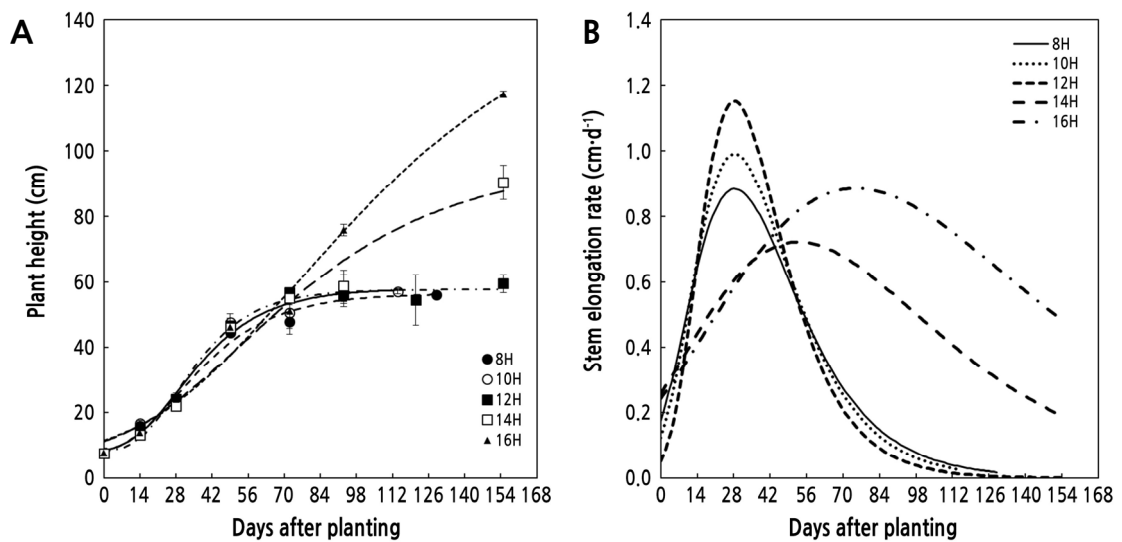 A
Plant height (cm)
140
120
100
80
60
40
20
0
0 14 28 42 56 70 84 98 112 126 140 154 168
Days after planting
8H
10H
12H
14H
16H
B
Stem elongation rate (cm·d⁻¹)
1.4
1.2
1.0
0.8
0.6
0.4
0.2
0.0
0 14 28 42 56 70 84 98 112 126 140 154 168
Days after planting
8H
10H
12H
14H
16H